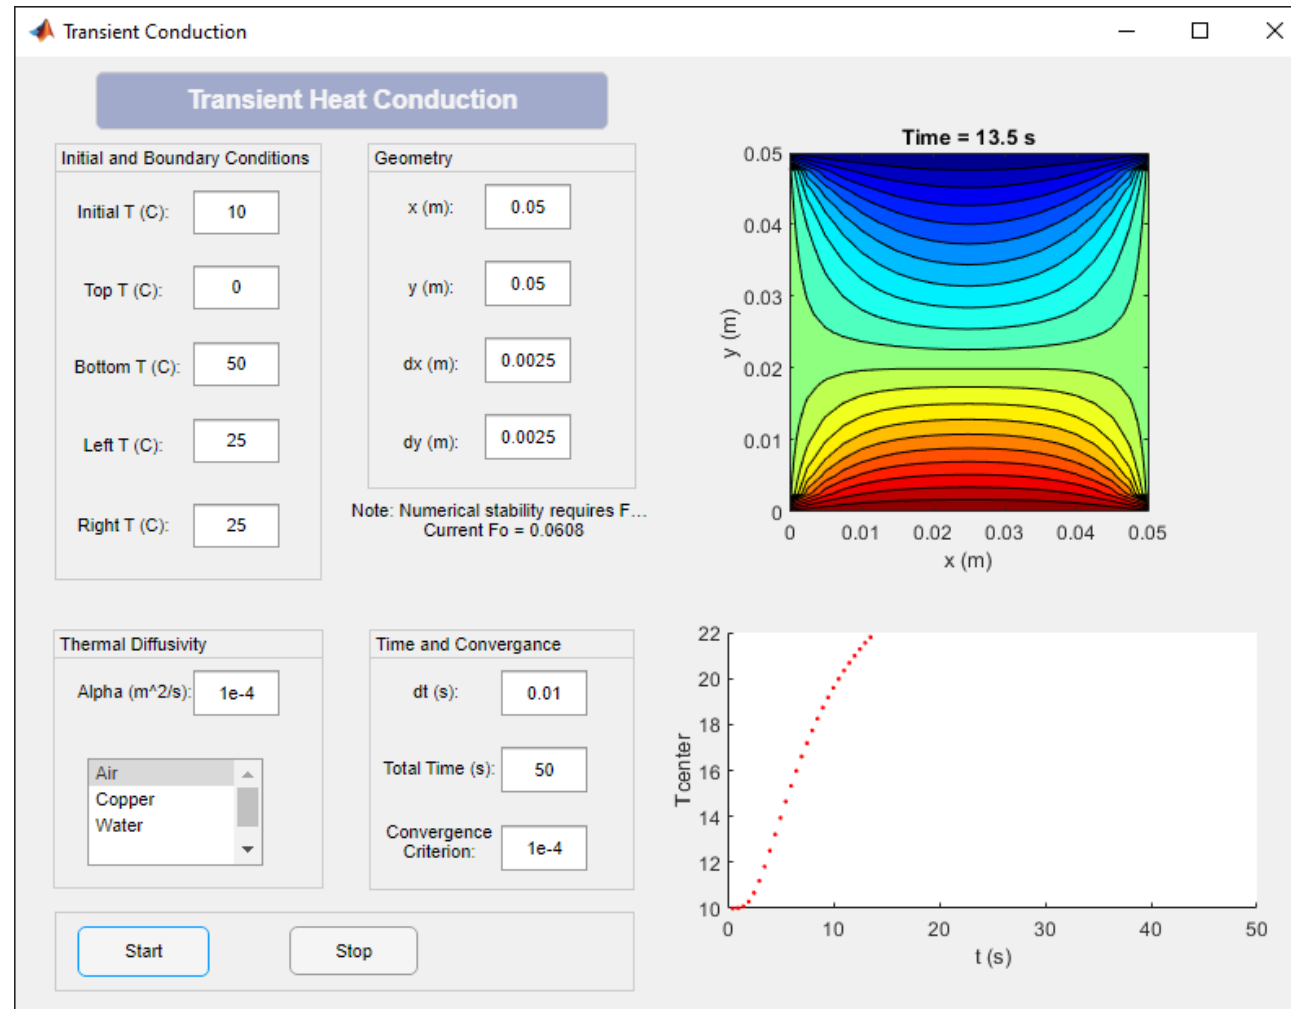 Transient Conduction
Transient Heat Conduction
Initial and Boundary Conditions
Initial T (C): 10
Top T (C): 0
Bottom T (C): 50
Left T (C): 25
Right T (C): 25
Geometry
x (m): 0.05
y (m): 0.05
dx (m): 0.0025
dy (m): 0.0025
Note: Numerical stability requires F...
Current Fo = 0.0608
Time = 13.5 s
0.05
0.04
0.03
0.02
0.01
0
y (m)
0 0.01 0.02 0.03 0.04 0.05
x (m)
Thermal Diffusivity
Alpha (m^2/s): 1e-4
Air
Copper
Water
Time and Convergance
dt (s): 0.01
Total Time (s): 50
Convergence
Criterion: 1e-4
22
20
18
16
14
12
10
Tcenter
0 10 20 30 40 50
t (s)
Start
Stop